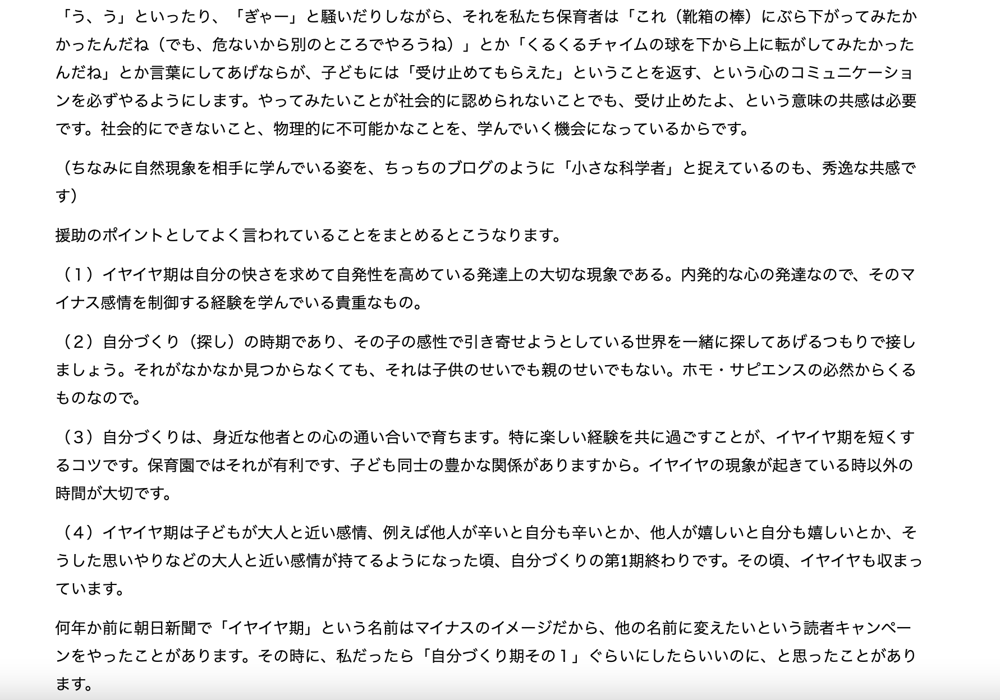 「う、う」といったり、「ぎゃー」と騒いだりしながら、それを私たち保育者は「これ（靴箱の棒）にぶら下がってみたか
かったんだね（でも、危ないから別のところでやろうね）」とか「くるくるチャイムの球を下から上に転がしてみたかった
んだね」とか言葉にしてあげならが、子どもには「受け止めてもらえた」ということを返す、という心のコミュニケーショ
ンを必ずやるようにします。やってみたいことが社会的に認められないことでも、受け止めたよ、という意味の共感は必要
です。社会的にできないこと、物理的に不可能かなことを、学んでいく機会になっているからです。
（ちなみに自然現象を相手に学んでいる姿を、ちっちのブログのように「小さな科学者」と捉えているのも、秀逸な共感で
す）
援助のポイントとしてよく言われていることをまとめるとこうなります。
（１）イヤイヤ期は自分の快さを求めて自発性を高めている発達上の大切な現象である。内発的な心の発達なので、そのマ
イナス感情を制御する経験を学んでいる貴重なもの。
（２）自分づくり（探し）の時期であり、その子の感性で引き寄せようとしている世界を一緒に探してあげるつもりで接し
ましょう。それがなかなか見つからなくても、それは子供のせいでも親のせいでもない。ホモ・サピエンスの必然からくる
ものなので。
（３）自分づくりは、身近な他者との心の通い合いで育ちます。特に楽しい経験を共に過ごすことが、イヤイヤ期を短くす
るコツです。保育園ではそれが有利です、子ども同士の豊かな関係がありますから。イヤイヤの現象が起きている時以外の
時間が大切です。
（４）イヤイヤ期は子どもが大人と近い感情、例えば他人が辛いと自分も辛いとか、他人が嬉しいと自分も嬉しいとか、そ
うした思いやりなどの大人と近い感情が持てるようになった頃、自分づくりの第1期終わりです。その頃、イヤイヤも収まっ
ています。
何年か前に朝日新聞で「イヤイヤ期」という名前はマイナスのイメージだから、他の名前に変えたいという読者キャンペー
ンをやったことがあります。その時に、私だったら「自分づくり期その１」ぐらいにしたらいいのに、と思ったことがあり
ます。